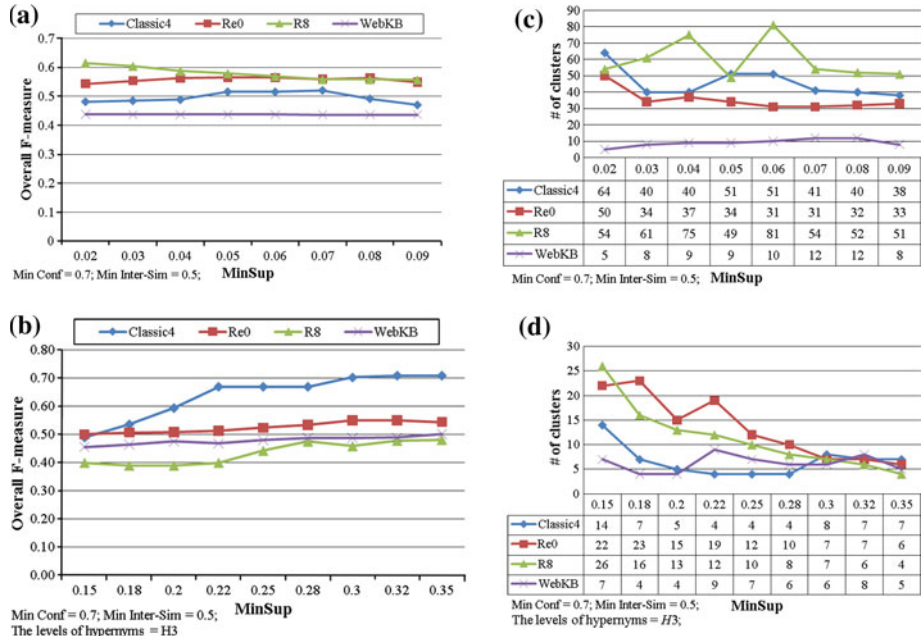 (a)
Classic4 Re0 R8 WebKB
Overall F-measure
0.7
0.6
0.5
0.4
0.3
0.2
0.1
0
0.02 0.03 0.04 0.05 0.06 0.07 0.08 0.09
Min Conf = 0.7; Min Inter-Sim = 0.5; MinSup
(b)
Classic4 Re0 R8 WebKB
Overall F-measure
0.80
0.70
0.60
0.50
0.40
0.30
0.20
0.10
0.00
0.15 0.18 0.2 0.22 0.25 0.28 0.3 0.32 0.35
Min Conf = 0.7; Min Inter-Sim = 0.5; MinSup
The levels of hypernyms = H3
(c)
# of clusters
90
80
70
60
50
40
30
20
10
0
0.02 0.03 0.04 0.05 0.06 0.07 0.08 0.09
Classic4 64 40 40 51 51 41 40 38
Re0 50 34 37 34 31 31 32 33
R8 54 61 75 49 81 54 52 51
WebKB 5 8 9 9 10 12 12 8
Min Conf = 0.7; Min Inter-Sim = 0.5; MinSup
(d)
# of clusters
30
25
20
15
10
5
0
0.15 0.18 0.2 0.22 0.25 0.28 0.3 0.32 0.35
Classic4 14 7 5 4 4 4 8 7 7
Re0 22 23 15 19 12 10 7 7 6
R8 26 16 13 12 10 8 7 6 4
WebKB 7 4 4 9 7 6 6 8 5
Min Conf = 0.7; Min Inter-Sim = 0.5; MinSup
The levels of hypernyms = H3;